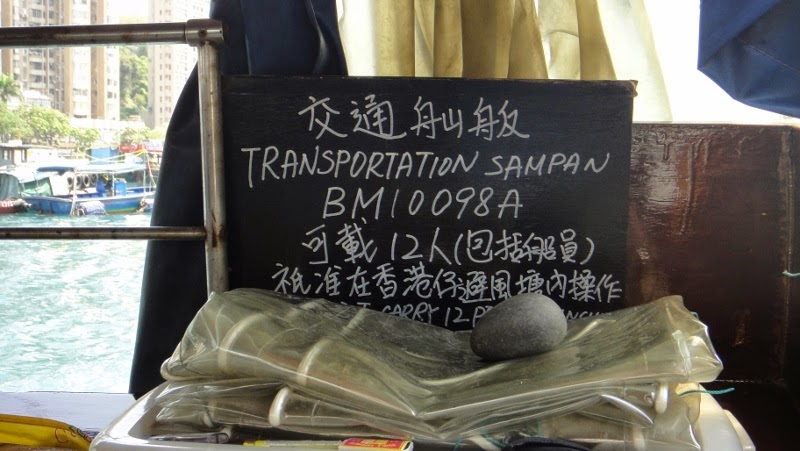 交通舢舨
TRANSPORTATION SAMPAN
BM10098A
可載12人(包括船員)
祇准在香港仔避風塘內操作
CARRY 12